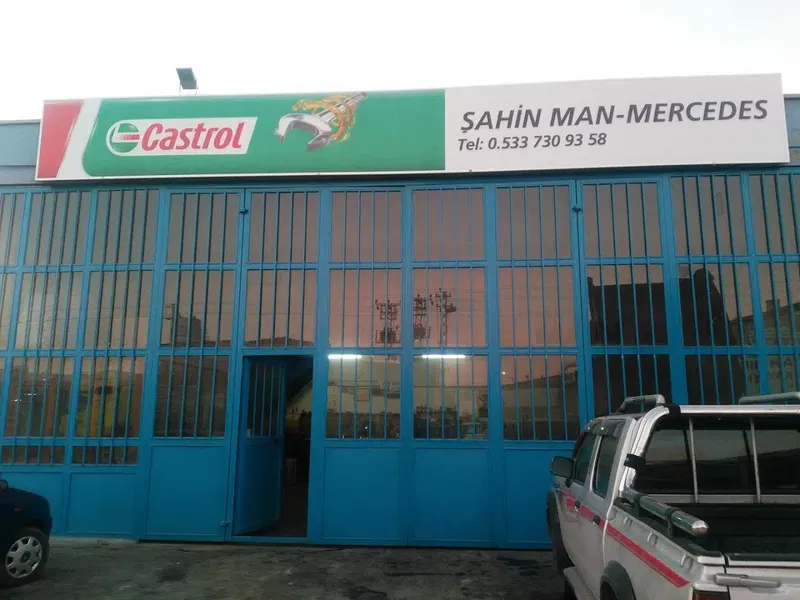 Castrol
ŞAHİN MAN-MERCEDES
Tel: 0.533 730 93 58